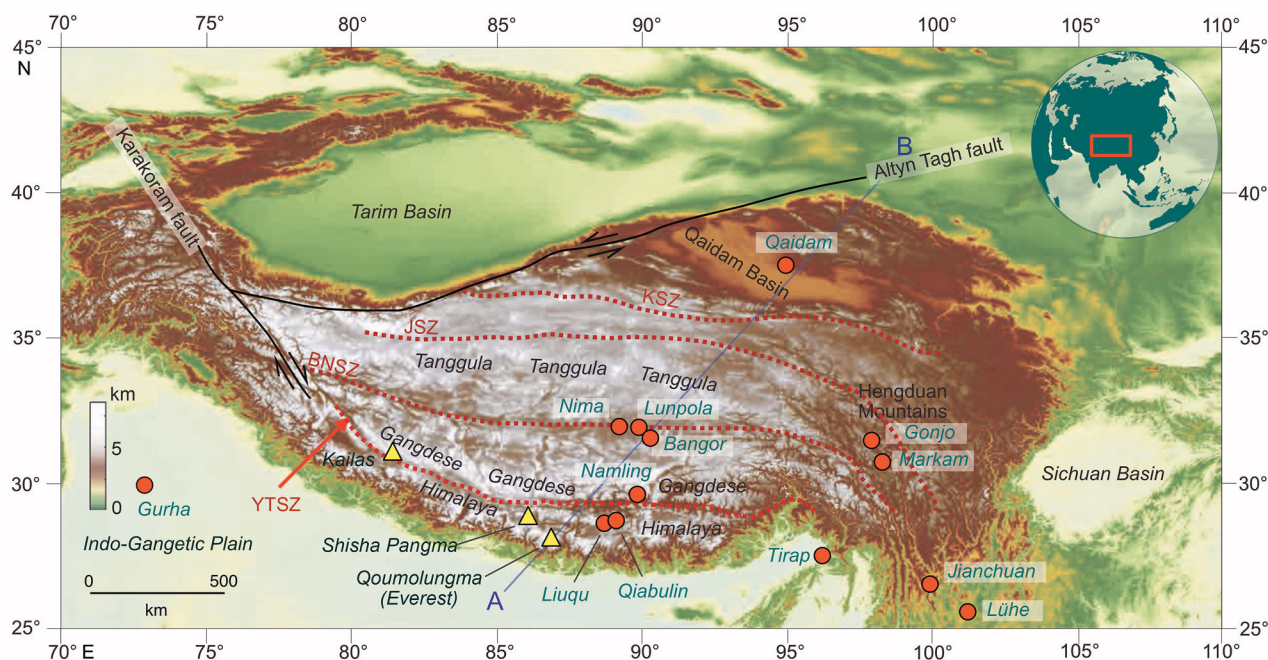 70° 75° 80° 85° 90° 95° 100° 105° 110°
45° 45°
N
Karakoram fault
B
Altyn Tagh fault
40° 40°
Tarim Basin
Qaidam
Qaidam Basin
KSZ
35° 35°
JSZ
BNSZ
Tanggula Tanggula Tanggula
km
Hengduan
Mountains
Nima Lunpola
Gonjo
5
Bangor
Gangdese
Kailas
Namling
Markam
Sichuan Basin
30° 30°
Gangdese Gangdese
YTSZ
Himalaya
0
Gurha
Himalaya
Indo-Gangetic Plain
Shisha Pangma
Tirap
Qoumolungma
(Everest)
Jianchuan
0 500
km
A
Liuqu
Qiabulin
Lühe
25° 25°
70° E 75° 80° 85° 90° 95° 100° 105° 110°